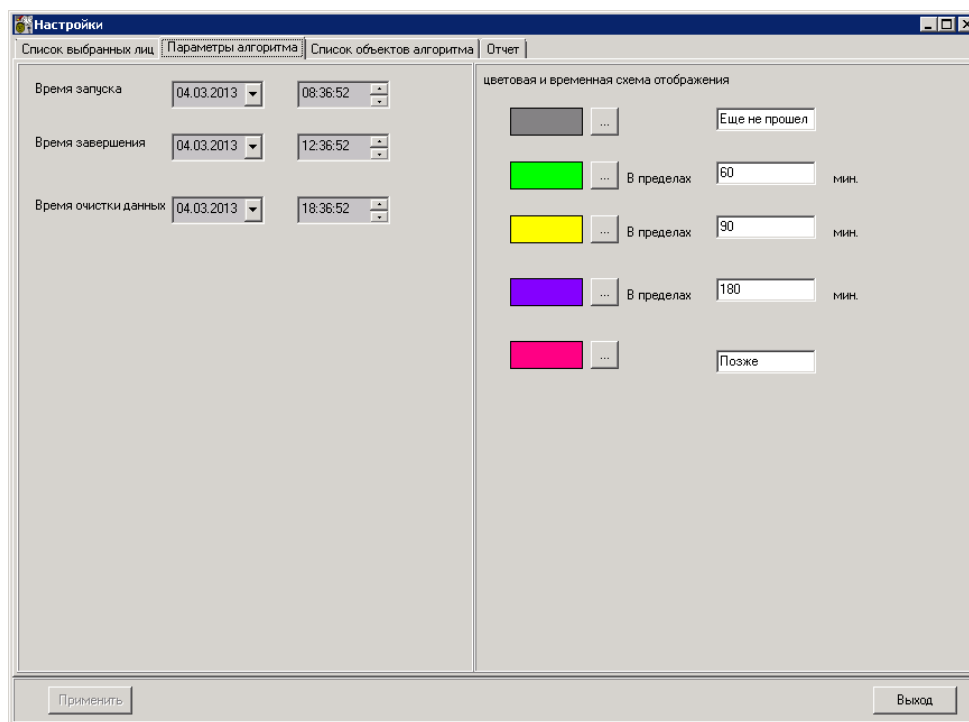 Настройки
Список выбранных лиц Параметры алгоритма Список объектов алгоритма Отчет
Время запуска 04.03.2013 08:36:52
Время завершения 04.03.2013 12:36:52
Время очистки данных 04.03.2013 18:36:52
цветовая и временная схема отображения
... Еще не прошел
... В пределах 60 мин.
... В пределах 90 мин.
... В пределах 180 мин.
... Позже
Применить Выход